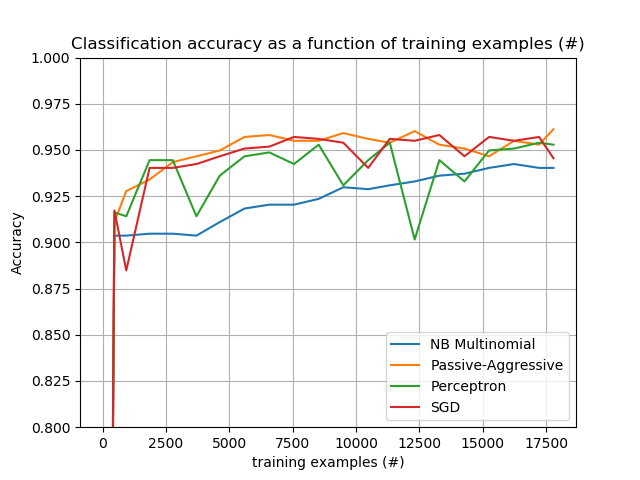 Classification accuracy as a function of training examples (#)
1.000
0.975
0.950
0.925
0.900
0.875
0.850
0.825
0.800
Accuracy
NB Multinomial
Passive-Aggressive
Perceptron
SGD
0 2500 5000 7500 10000 12500 15000 17500
training examples (#)